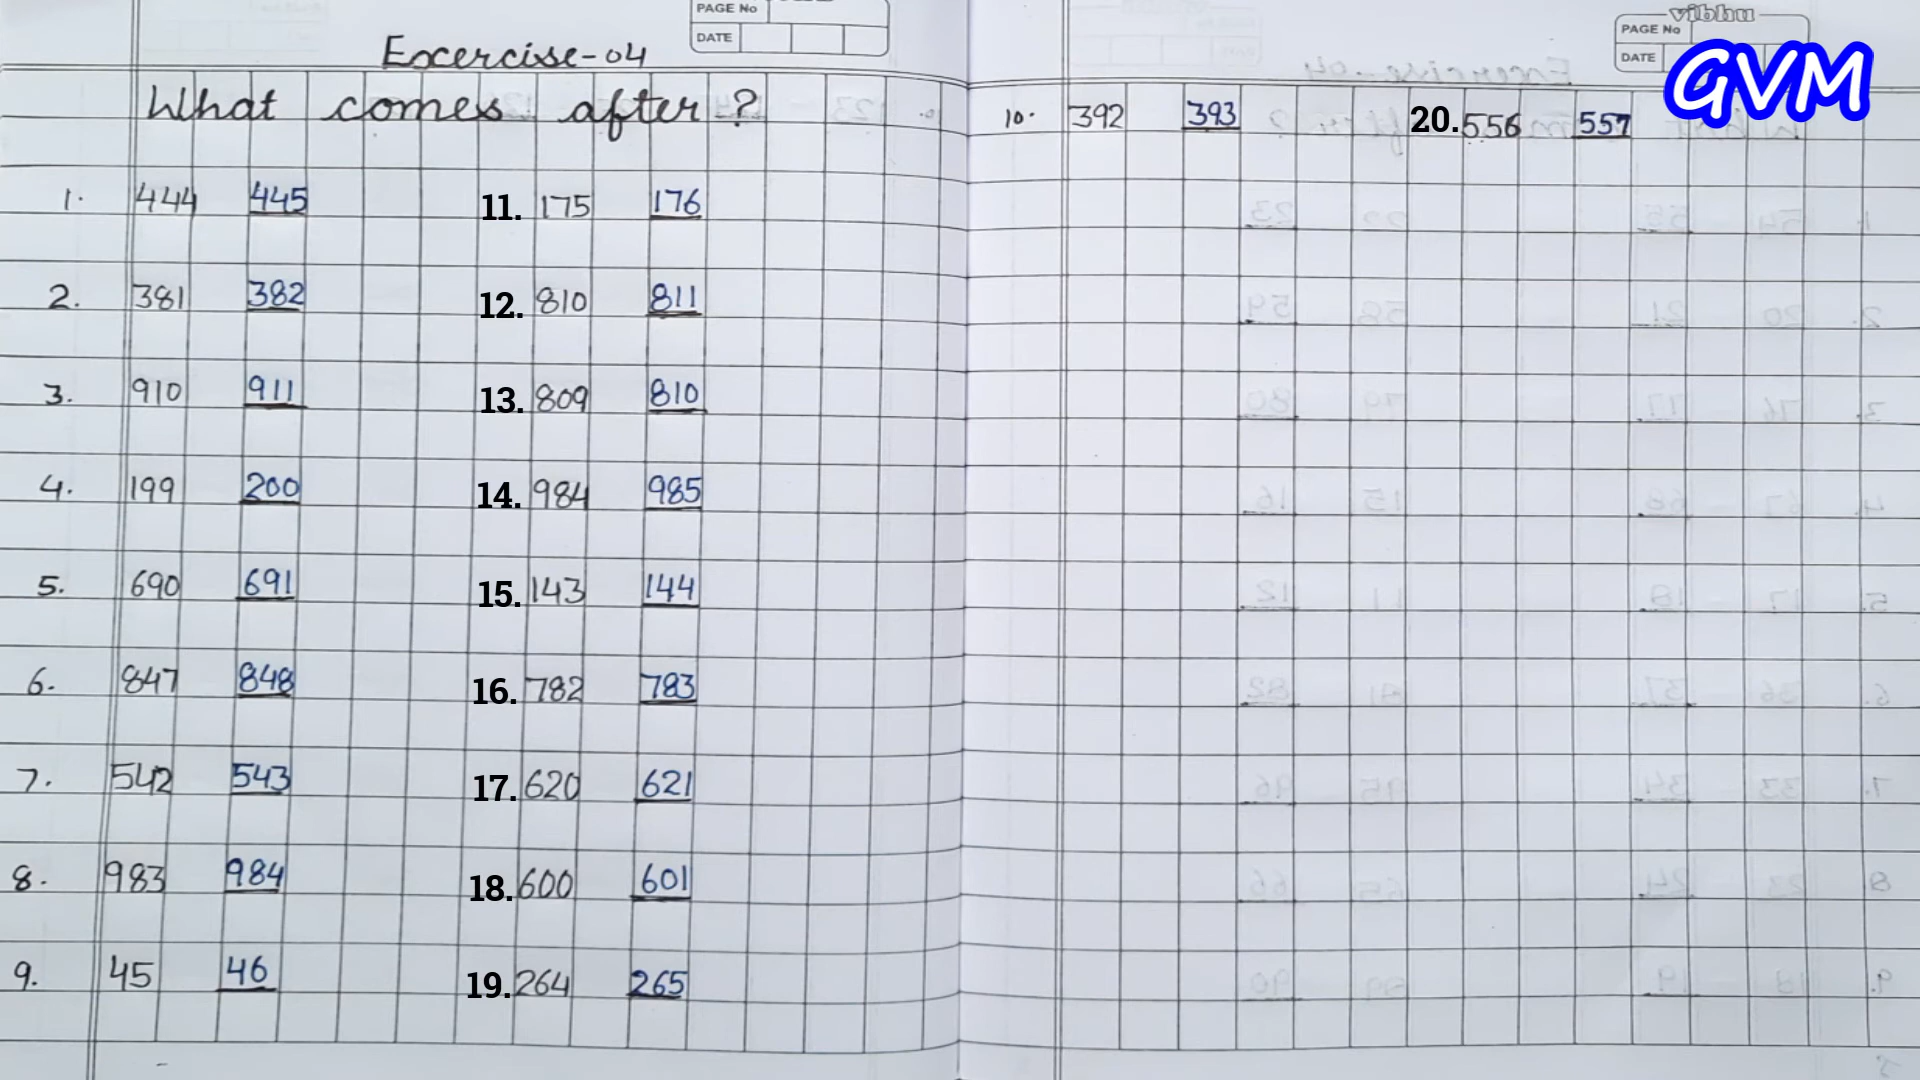 PAGE No
DATE
Excercise-04
What comes after?
1. 444 445
2. 381 382
3. 910 911
4. 199 200
5. 690 691
6. 847 848
7. 542 543
8. 983 984
9. 45 46
11. 175 176
12. 810 811
13. 809 810
14. 984 985
15. 143 144
16. 782 783
17. 620 621
18. 600 601
19. 264 265
vibhu
PAGE No
DATE
GVM
10. 392 393
20. 556 557